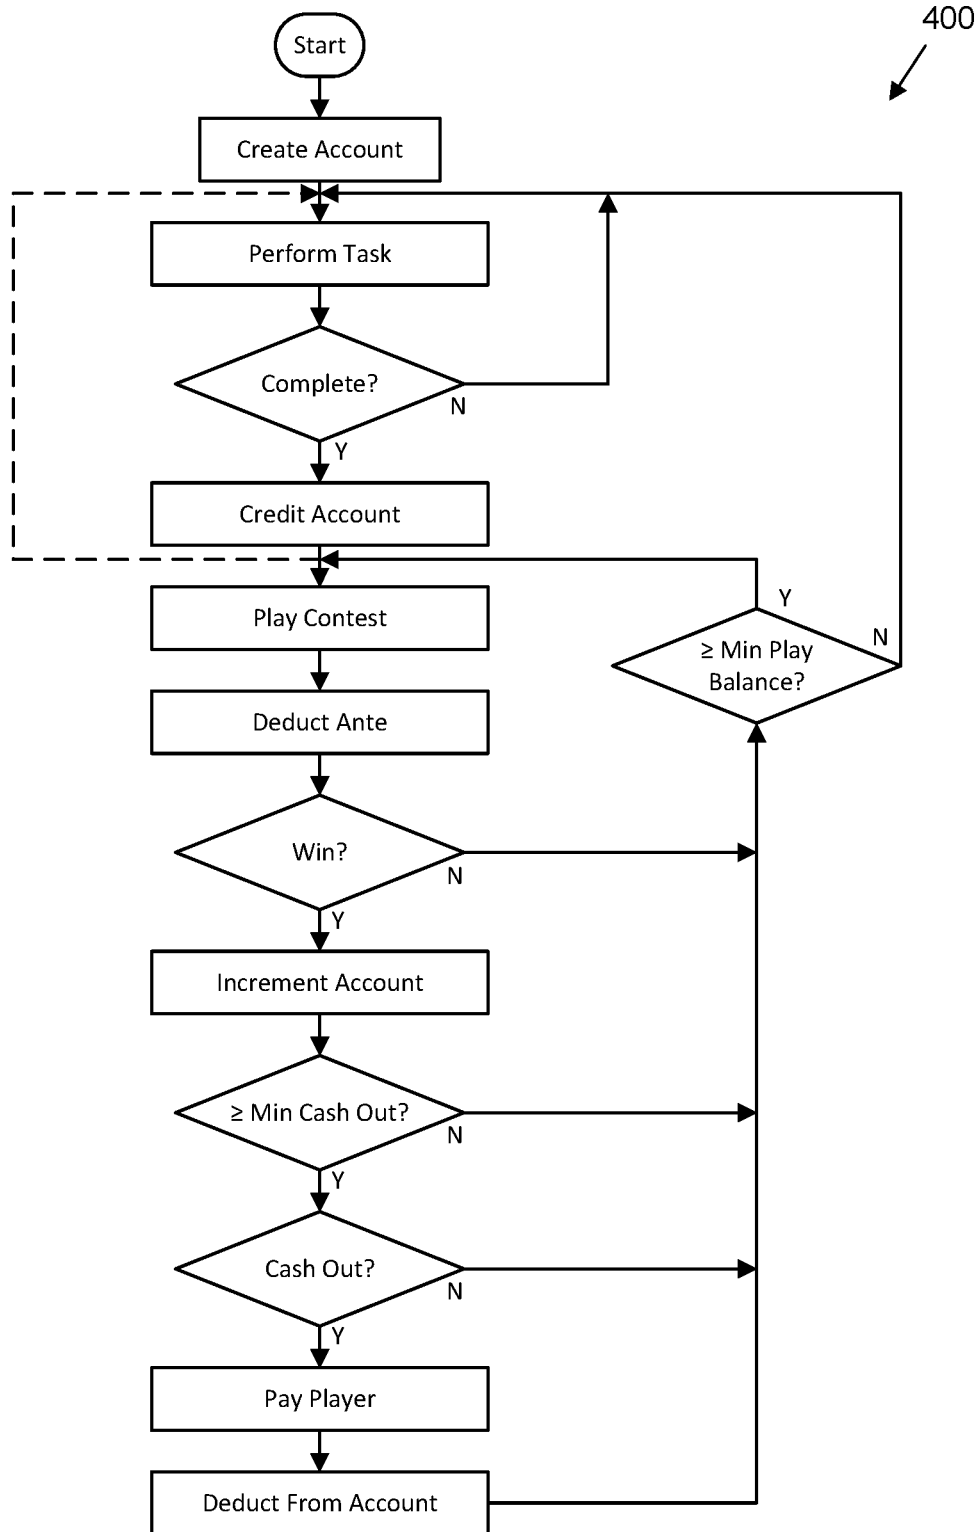 400
Start
Create Account
Perform Task
Complete?
N
Y
Credit Account
Play Contest
Y
N
≥ Min Play
Balance?
Deduct Ante
Win?
N
Y
Increment Account
≥ Min Cash Out?
N
Y
Cash Out?
N
Y
Pay Player
Deduct From Account